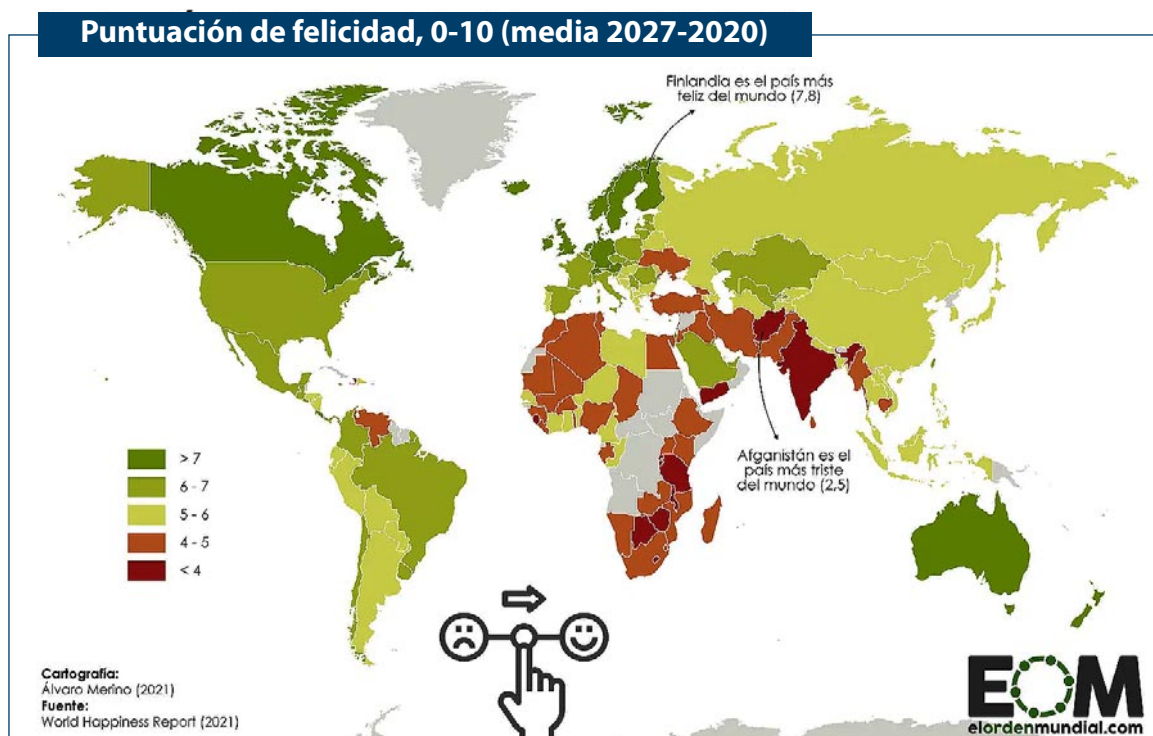 Puntuación de felicidad, 0-10 (media 2027-2020)
Finlandia es el país más
feliz del mundo (7,8)
Afganistán es el
país más triste
del mundo (2,5)
> 7
6 - 7
5 - 6
4 - 5
< 4
Cartografía:
Álvaro Merino (2021)
Fuente:
World Happiness Report (2021)
EOM
elordenmundial.com